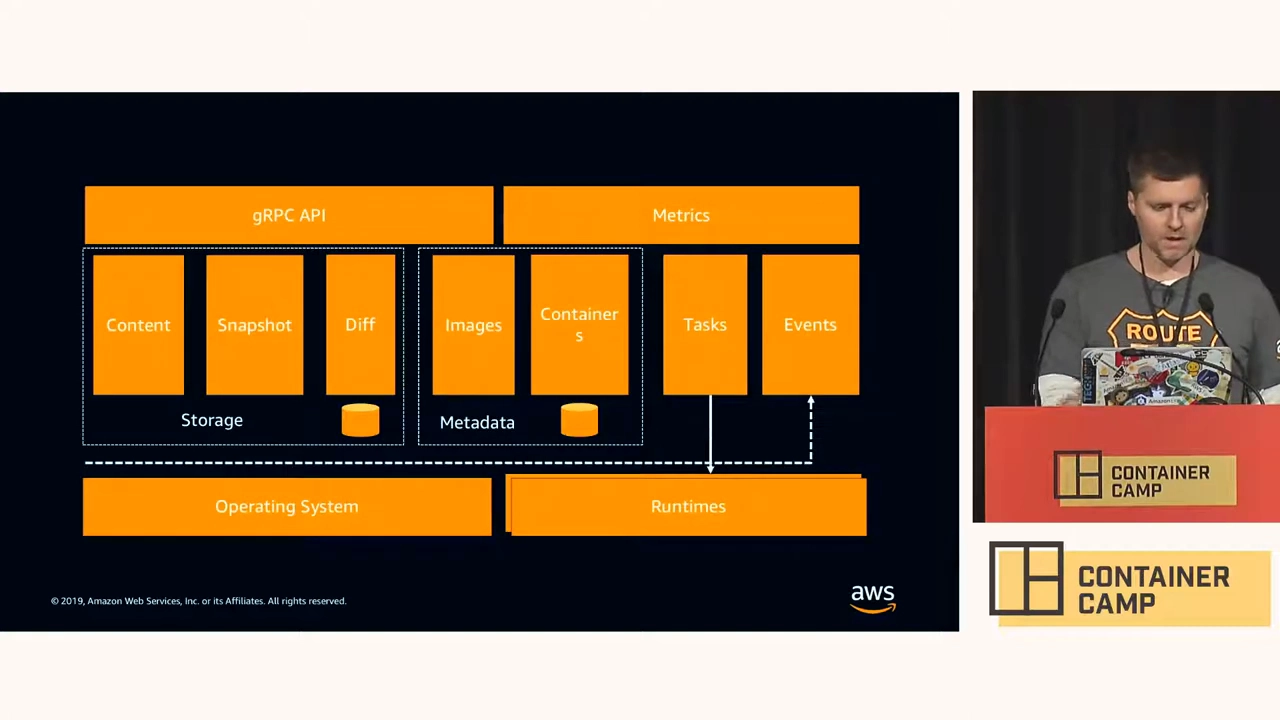 gRPC API
Metrics
Content
Snapshot
Diff
Images
Container
s
Tasks
Events
Storage
Metadata
Operating System
Runtimes
© 2019, Amazon Web Services, Inc. or its Affiliates. All rights reserved.
aws
ROUTE
CONTAINER
CAMP
CONTAINER
CAMP